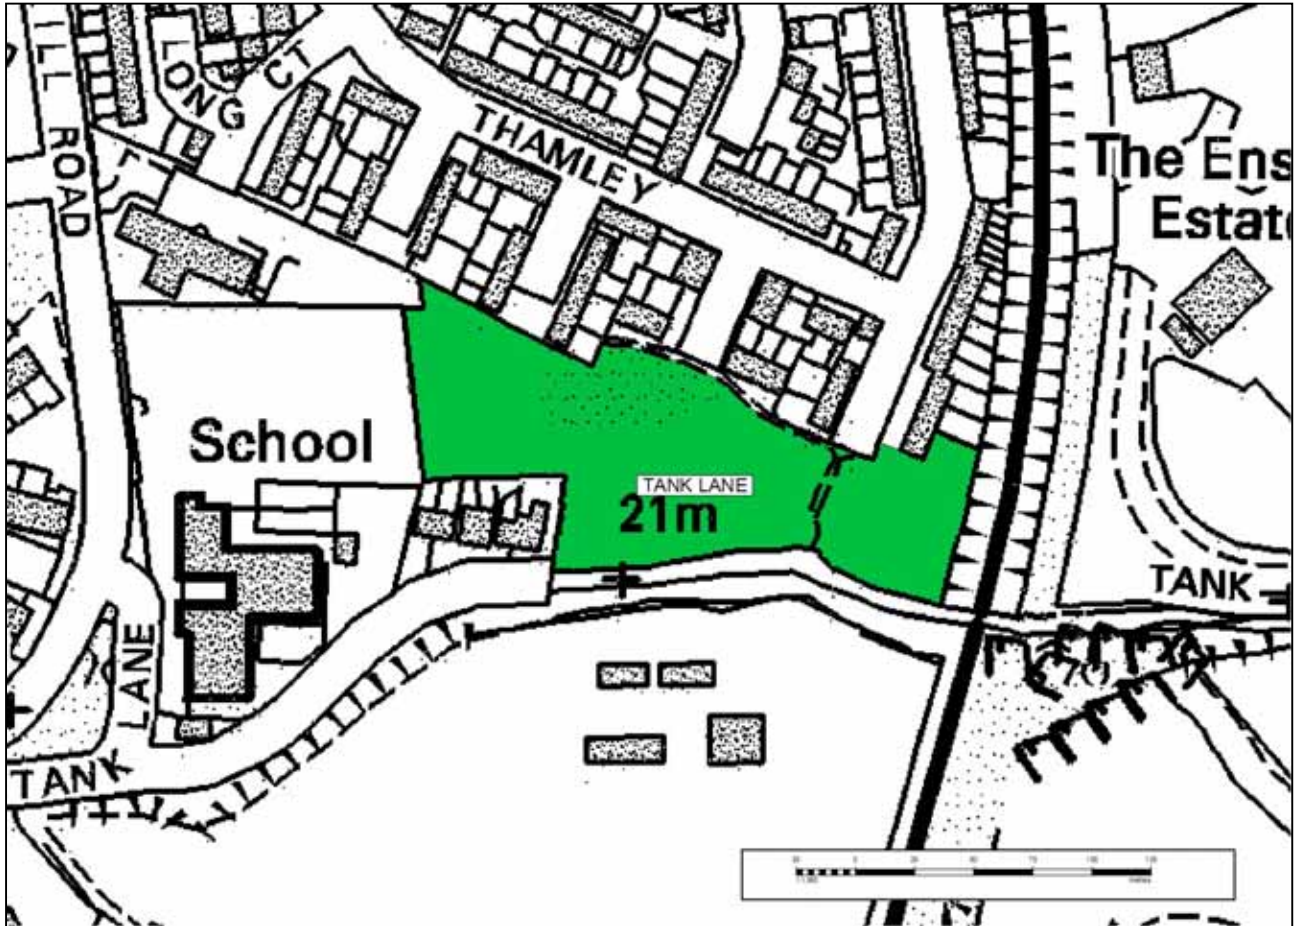 ILL ROAD
LONG
CT
THAMLEY
The Ens
Estat
School
TANK LANE
21m
TANK
LANE
TANK